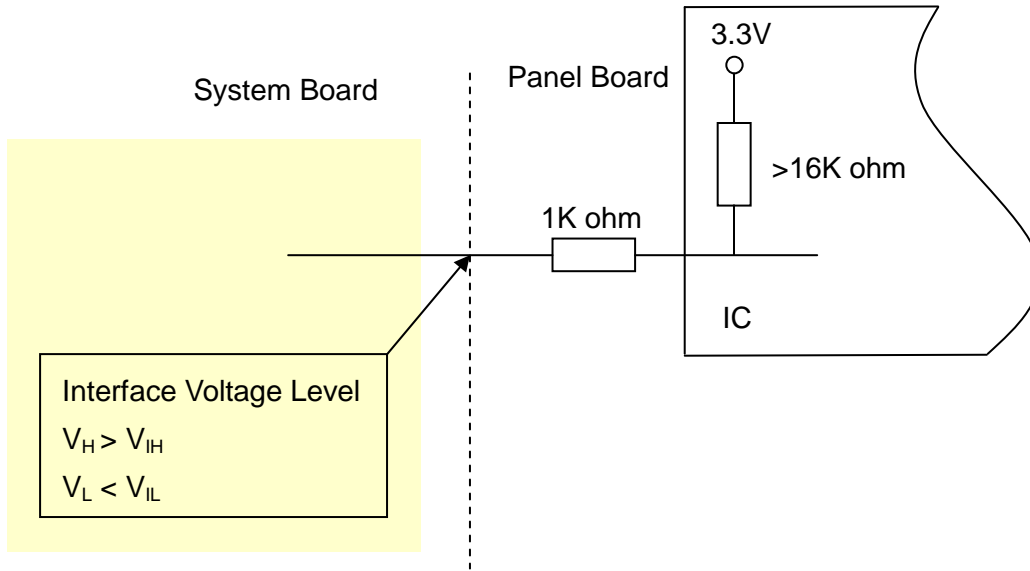 System Board
Panel Board
3.3V
>16K ohm
1K ohm
IC
Interface Voltage Level
V_H > V_IH
V_L < V_IL